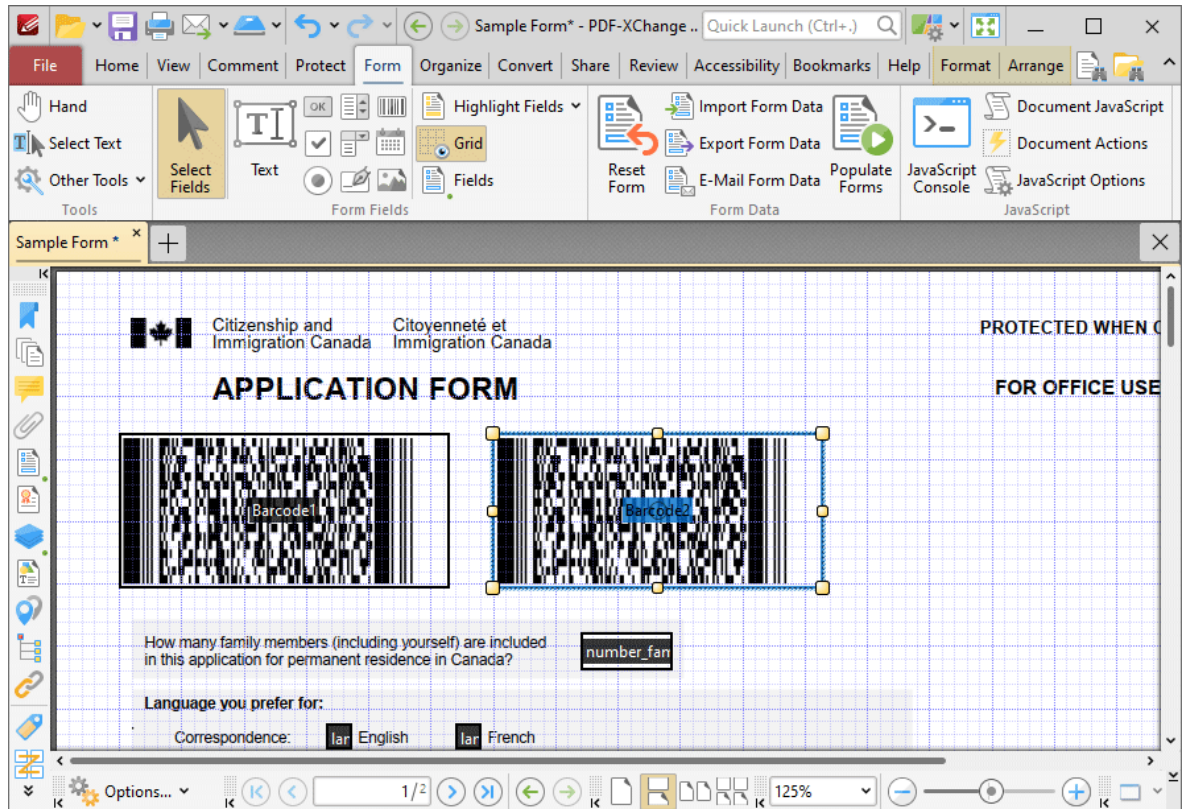 Sample Form* - PDF-XChange ..
Quick Launch (Ctrl+.)
File Home View Comment Protect Form Organize Convert Share Review Accessibility Bookmarks Help Format Arrange
Hand
Select Text
Other Tools
Tools
Select Fields
Text
OK
Form Fields
Highlight Fields
Grid
Fields
Reset Form
Import Form Data
Export Form Data
E-Mail Form Data
Populate Forms
Form Data
JavaScript Console
Document JavaScript
Document Actions
JavaScript Options
JavaScript
Sample Form *
Citizenship and Citoyenneté et
Immigration Canada Immigration Canada
PROTECTED WHEN
APPLICATION FORM
FOR OFFICE USE
Barcode1
Barcode2
How many family members (including yourself) are included
in this application for permanent residence in Canada?
number_fan
Language you prefer for:
Correspondence: lar English lar French
Options...
1/2
125%